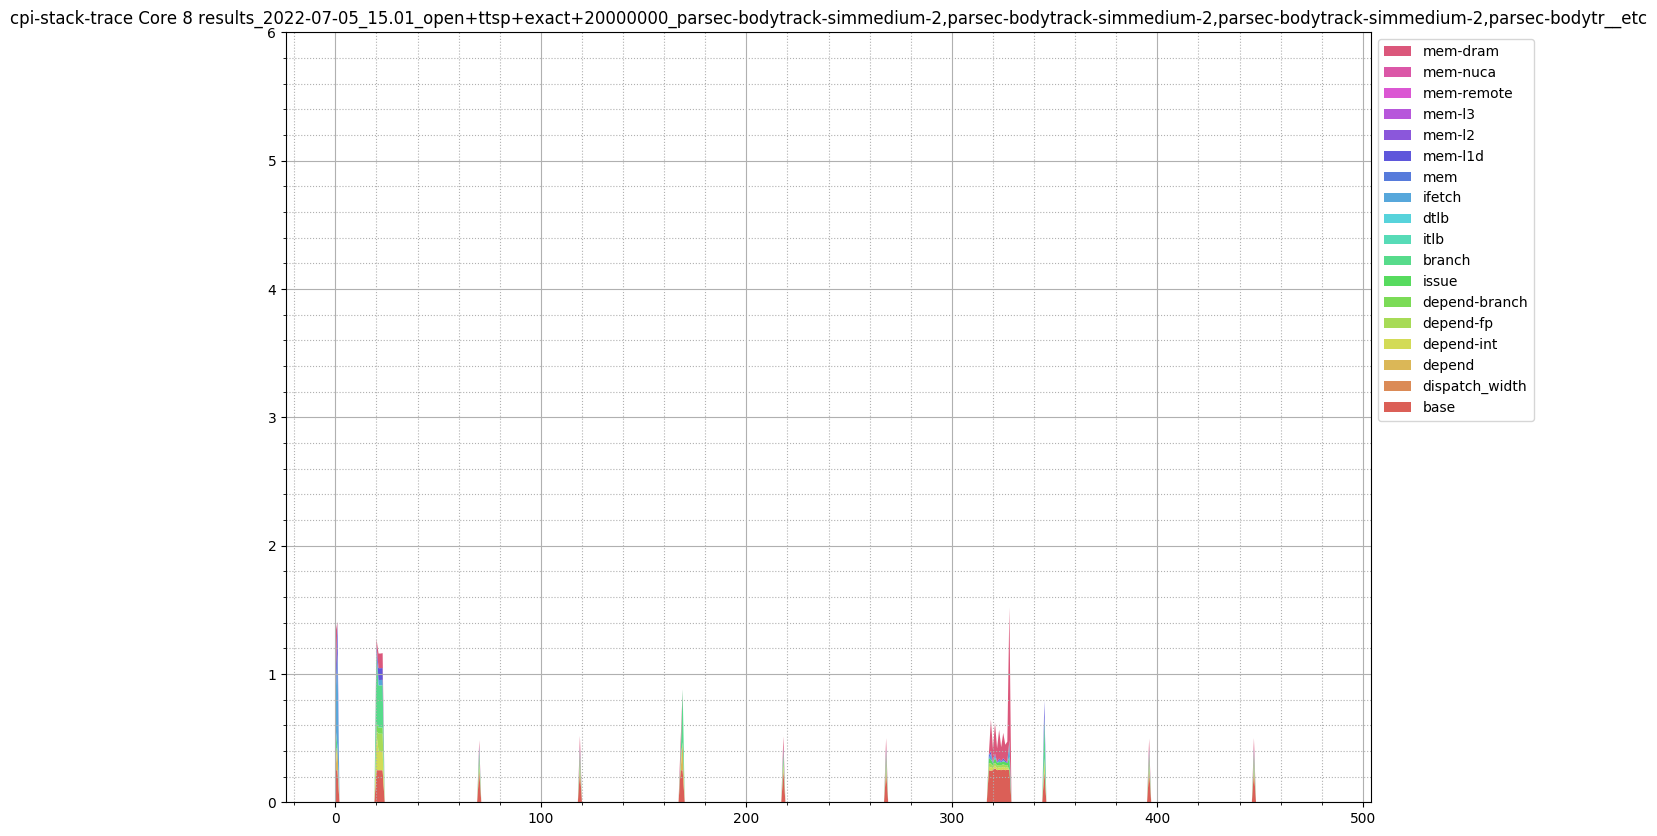 cpi-stack-trace Core 8 results_2022-07-05_15.01_open+ttsp+exact+20000000_parsec-bodytrack-simmedium-2,parsec-bodytrack-simmedium-2,parsec-bodytrack-simmedium-2,parsec-bodytr__etc
6
5
4
3
2
1
0
0 100 200 300 400 500
mem-dram
mem-nuca
mem-remote
mem-l3
mem-l2
mem-l1d
mem
ifetch
dtlb
itlb
branch
issue
depend-branch
depend-fp
depend-int
depend
dispatch_width
base